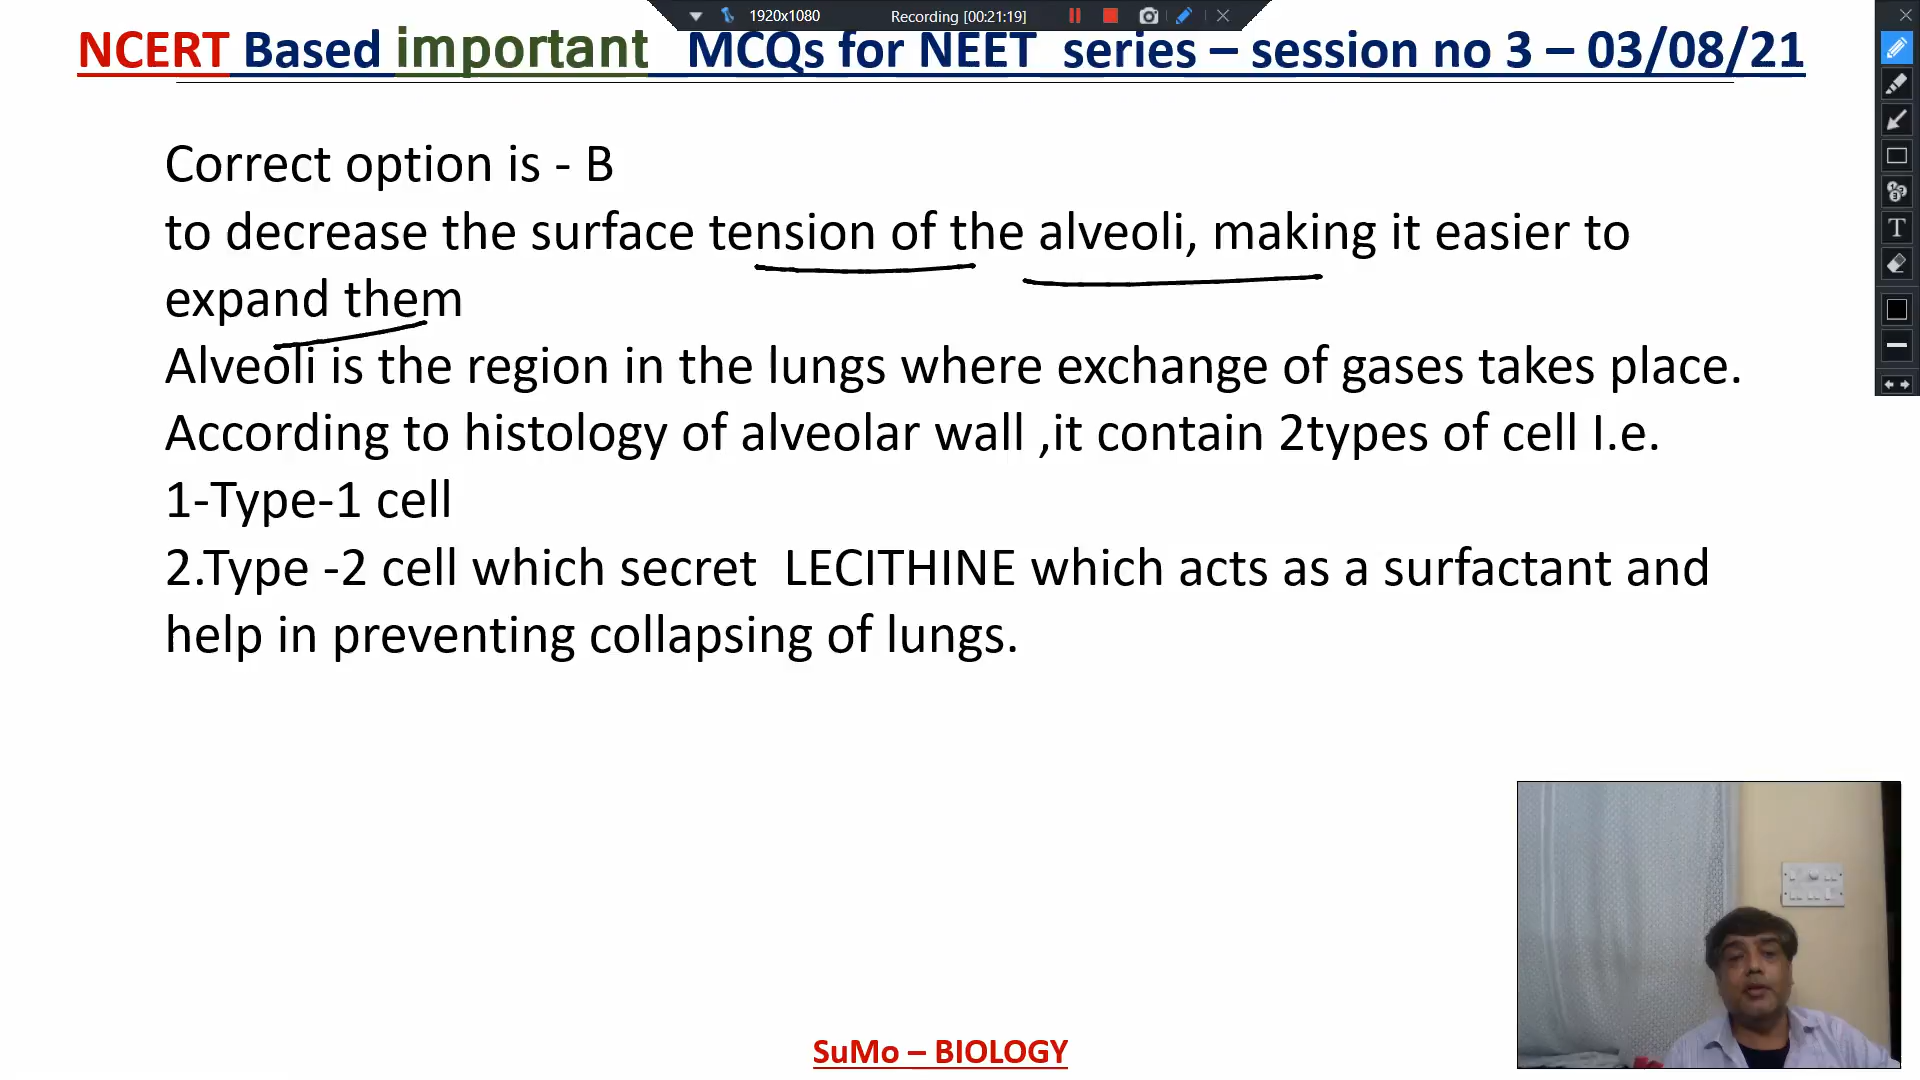 1920x1080 Recording [00:21:19]
NCERT Based important MCQs for NEET series – session no 3 – 03/08/21
Correct option is - B
to decrease the surface tension of the alveoli, making it easier to
expand them
Alveoli is the region in the lungs where exchange of gases takes place.
According to histology of alveolar wall ,it contain 2types of cell I.e.
1-Type-1 cell
2.Type -2 cell which secret LECITHINE which acts as a surfactant and
help in preventing collapsing of lungs.
SuMo – BIOLOGY